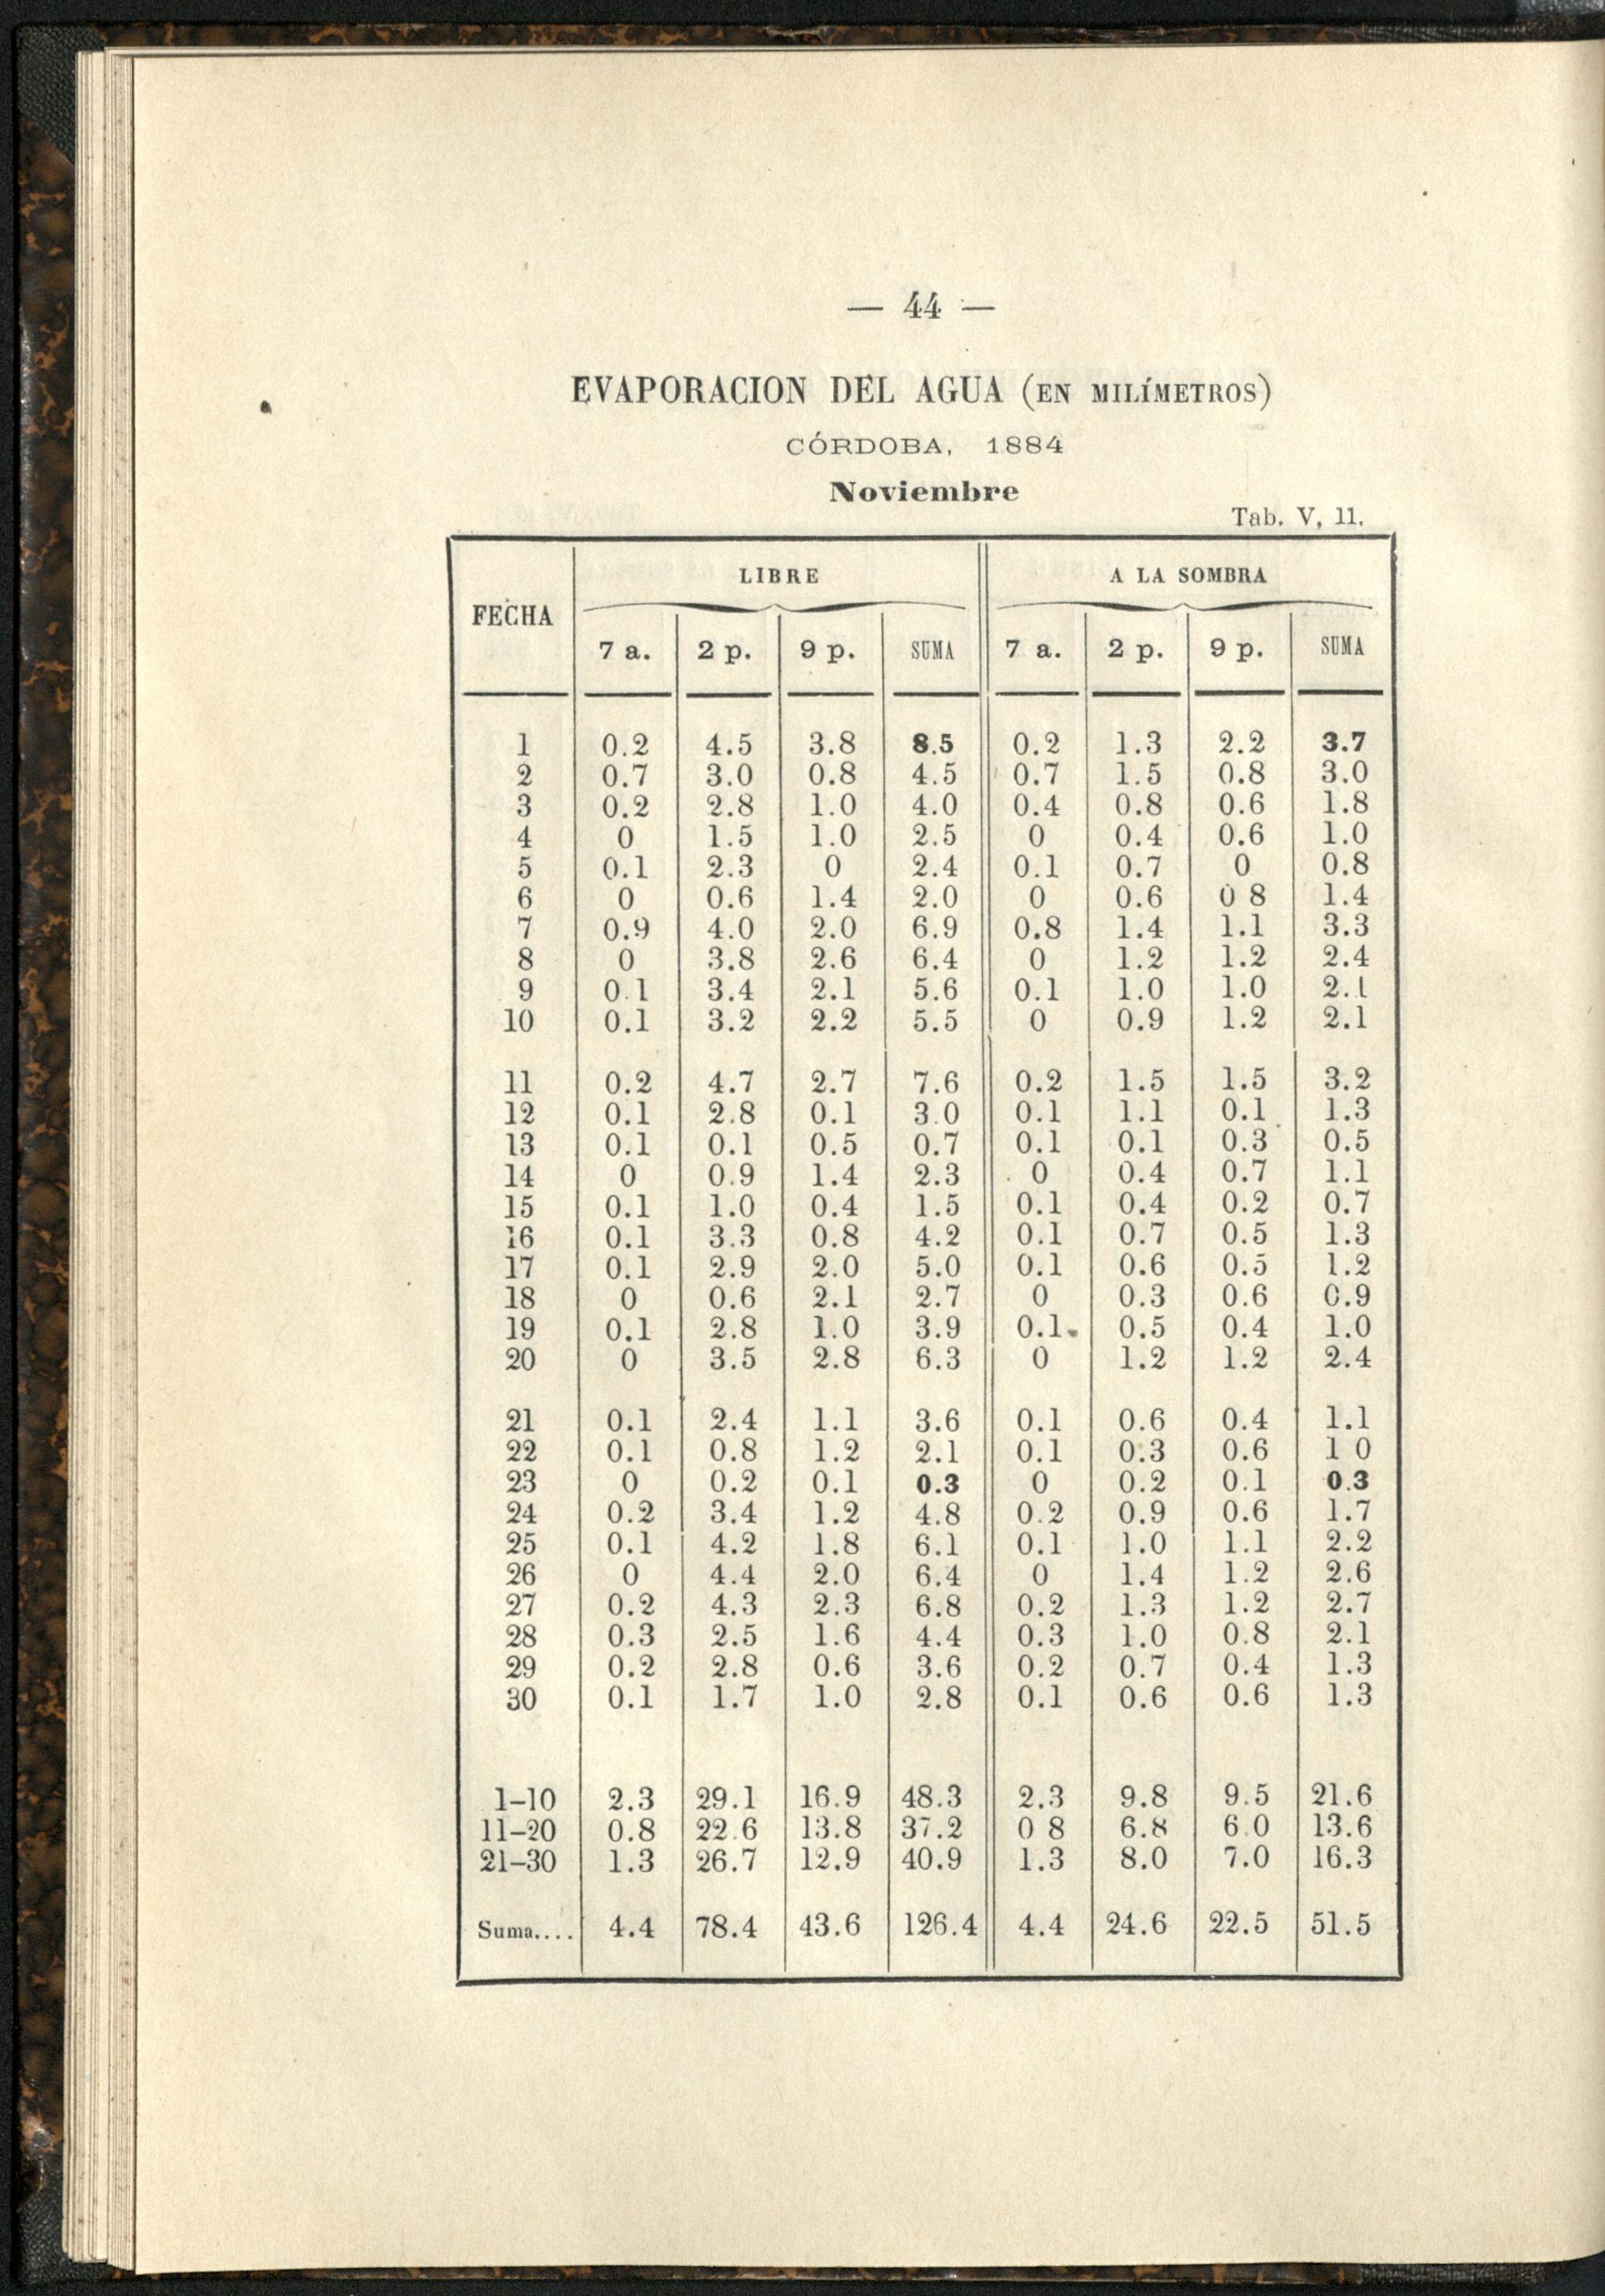 — 44 —
EVAPORACION DEL AGUA (EN MILÍMETROS)
CÓRDOBA, 1884
Noviembre
Tab. V, 11.
FECHA LIBRE A LA SOMBRA
7 a. 2 p. 9 p. SUMA 7 a. 2 p. 9 p. SUMA
1 0.2 4.5 3.8 8.5 0.2 1.3 2.2 3.7
2 0.7 3.0 0.8 4.5 0.7 1.5 0.8 3.0
3 0.2 2.8 1.0 4.0 0.4 0.8 0.6 1.8
4 0 1.5 1.0 2.5 0 0.4 0.6 1.0
5 0.1 2.3 0 2.4 0.1 0.7 0 0.8
6 0 0.6 1.4 2.0 0 0.6 0 8 1.4
7 0.9 4.0 2.0 6.9 0.8 1.4 1.1 3.3
8 0 3.8 2.6 6.4 0 1.2 1.2 2.4
9 0.1 3.4 2.1 5.6 0.1 1.0 1.0 2.1
10 0.1 3.2 2.2 5.5 0 0.9 1.2 2.1
11 0.2 4.7 2.7 7.6 0.2 1.5 1.5 3.2
12 0.1 2.8 0.1 3.0 0.1 1.1 0.1 1.3
13 0.1 0.1 0.5 0.7 0.1 0.1 0.3 0.5
14 0 0.9 1.4 2.3 0 0.4 0.7 1.1
15 0.1 1.0 0.4 1.5 0.1 0.4 0.2 0.7
16 0.1 3.3 0.8 4.2 0.1 0.7 0.5 1.3
17 0.1 2.9 2.0 5.0 0.1 0.6 0.5 1.2
18 0 0.6 2.1 2.7 0 0.3 0.6 0.9
19 0.1 2.8 1.0 3.9 0.1 0.5 0.4 1.0
20 0 3.5 2.8 6.3 0 1.2 1.2 2.4
21 0.1 2.4 1.1 3.6 0.1 0.6 0.4 1.1
22 0.1 0.8 1.2 2.1 0.1 0.3 0.6 1 0
23 0 0.2 0.1 0.3 0 0.2 0.1 0.3
24 0.2 3.4 1.2 4.8 0.2 0.9 0.6 1.7
25 0.1 4.2 1.8 6.1 0.1 1.0 1.1 2.2
26 0 4.4 2.0 6.4 0 1.4 1.2 2.6
27 0.2 4.3 2.3 6.8 0.2 1.3 1.2 2.7
28 0.3 2.5 1.6 4.4 0.3 1.0 0.8 2.1
29 0.2 2.8 0.6 3.6 0.2 0.7 0.4 1.3
30 0.1 1.7 1.0 2.8 0.1 0.6 0.6 1.3
1–10 2.3 29.1 16.9 48.3 2.3 9.8 9.5 21.6
11–20 0.8 22.6 13.8 37.2 0 8 6.8 6.0 13.6
21–30 1.3 26.7 12.9 40.9 1.3 8.0 7.0 16.3
Suma.... 4.4 78.4 43.6 126.4 4.4 24.6 22.5 51.5